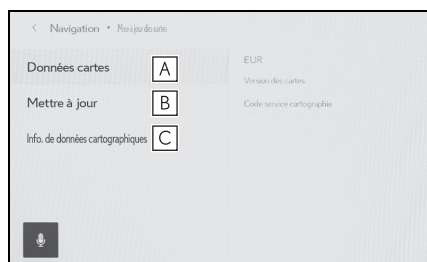 < Navigation • Mise à jour des cartes
Données cartes A
Mettre à jour B
Info. de données cartographiques C
EUR
Version des cartes
Code service cartographie